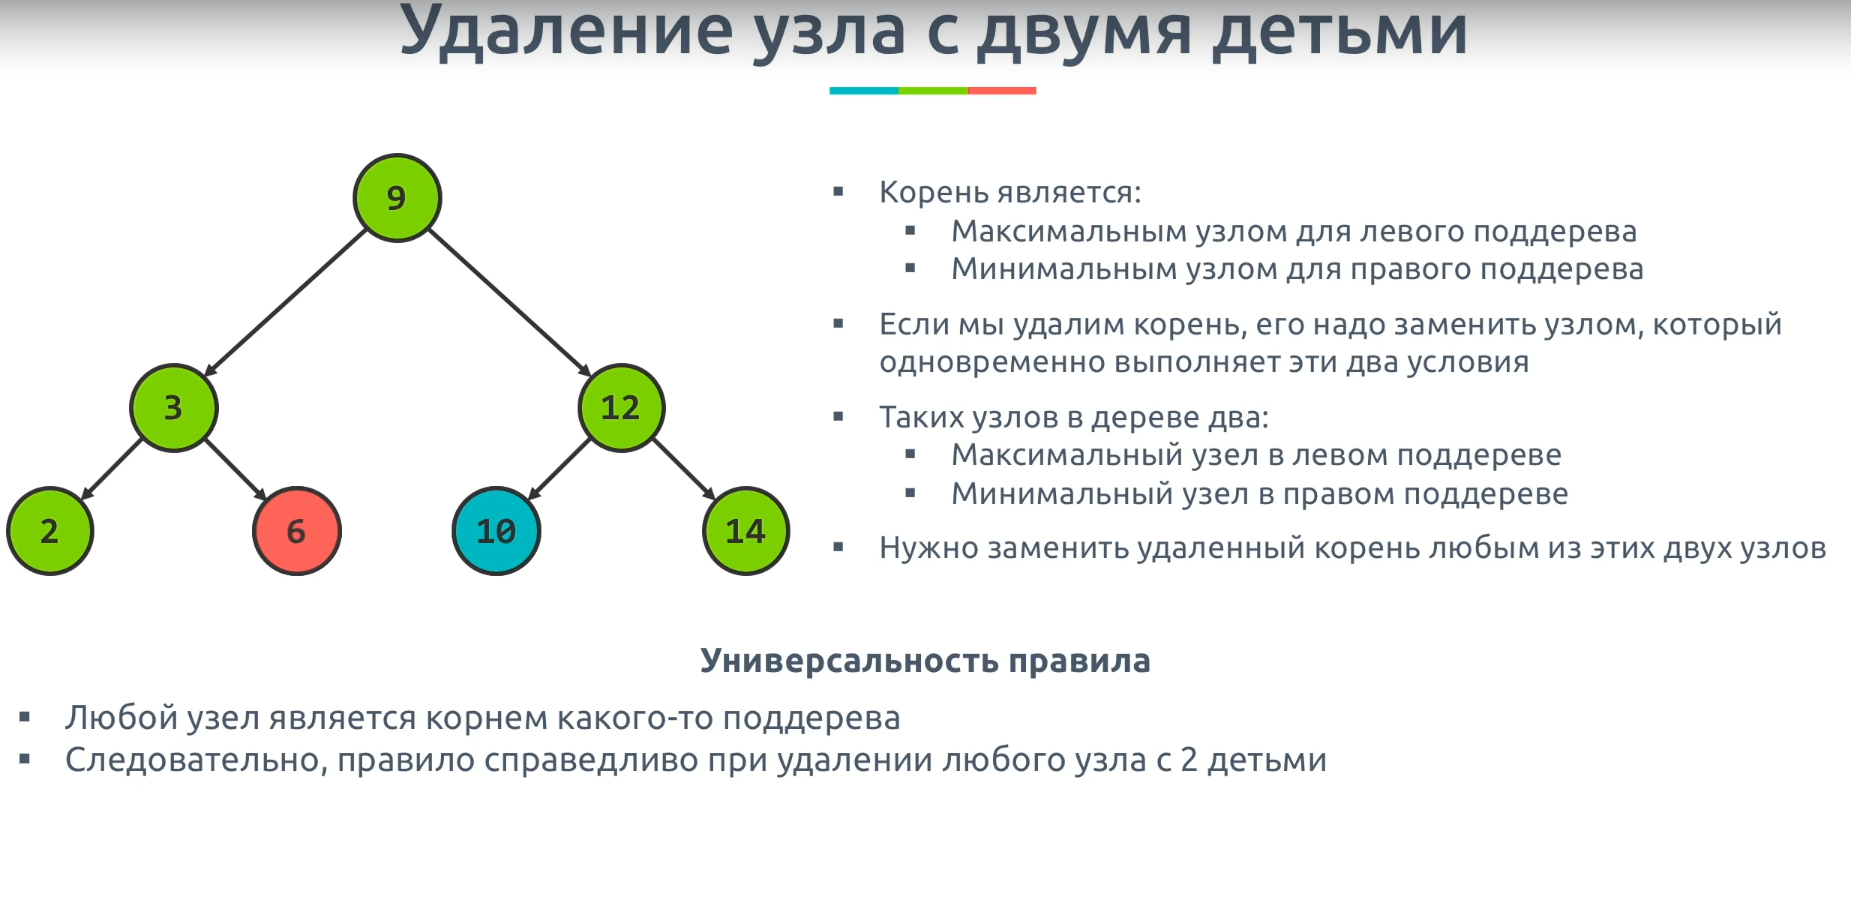 Удаление узла с двумя детьми
9
3
12
2
6
10
14
▪ Корень является:
▪ Максимальным узлом для левого поддерева
▪ Минимальным узлом для правого поддерева
▪ Если мы удалим корень, его надо заменить узлом, который
одновременно выполняет эти два условия
▪ Таких узлов в дереве два:
▪ Максимальный узел в левом поддереве
▪ Минимальный узел в правом поддереве
▪ Нужно заменить удаленный корень любым из этих двух узлов
Универсальность правила
▪ Любой узел является корнем какого-то поддерева
▪ Следовательно, правило справедливо при удалении любого узла с 2 детьми